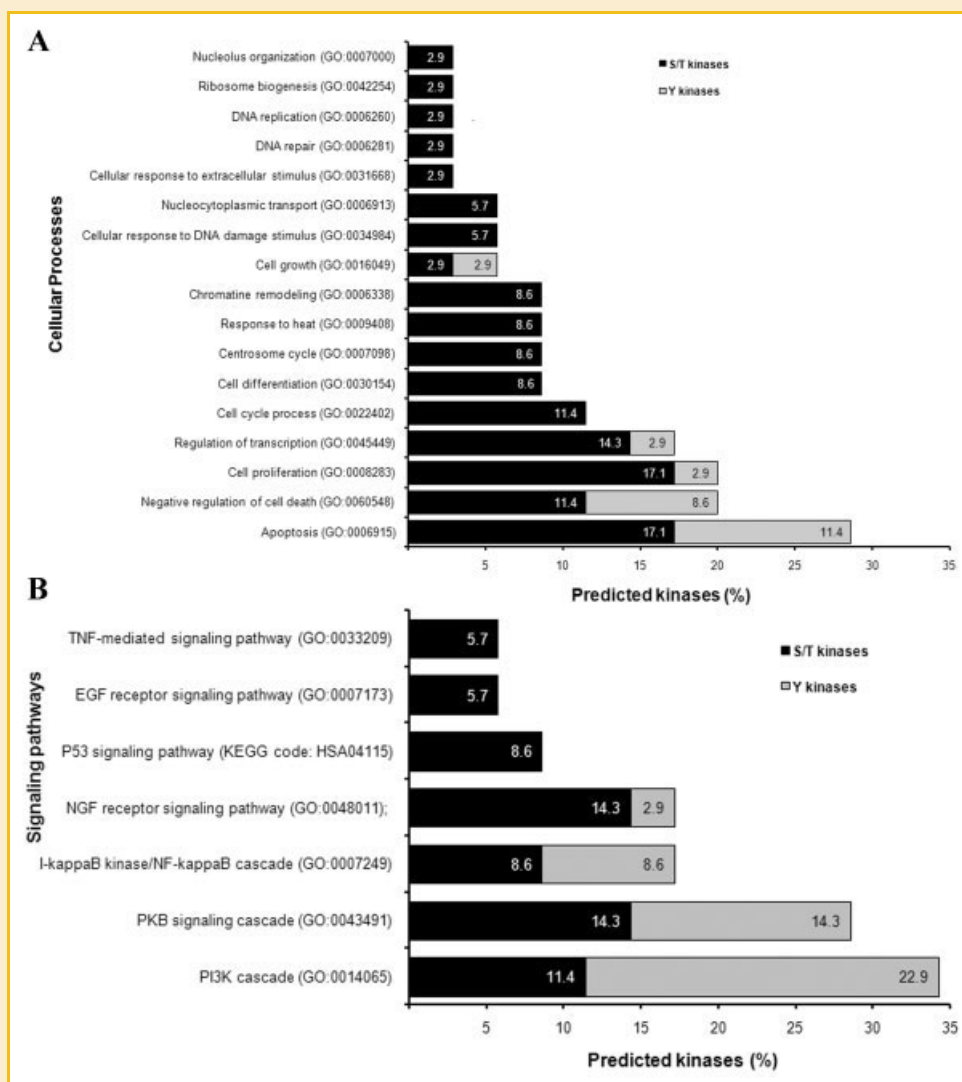 A
S/T kinases
Y kinases
Cellular Processes
Nucleolus organization (GO:0007000) 2.9
Ribosome biogenesis (GO:0042254) 2.9
DNA replication (GO:0006260) 2.9
DNA repair (GO:0006281) 2.9
Cellular response to extracellular stimulus (GO:0031668) 2.9
Nucleocytoplasmic transport (GO:0006913) 5.7
Cellular response to DNA damage stimulus (GO:0034984) 5.7
Cell growth (GO:0016049) 2.9 2.9
Chromatine remodeling (GO:0006338) 8.6
Response to heat (GO:0009408) 8.6
Centrosome cycle (GO:0007098) 8.6
Cell differentiation (GO:0030154) 8.6
Cell cycle process (GO:0022402) 11.4
Regulation of transcription (GO:0045449) 14.3 2.9
Cell proliferation (GO:0008283) 17.1 2.9
Negative regulation of cell death (GO:0060548) 11.4 8.6
Apoptosis (GO:0006915) 17.1 11.4
5 10 15 20 25 30 35
Predicted kinases (%)
B
S/T kinases
Y kinases
Signaling pathways
TNF-mediated signaling pathway (GO:0033209) 5.7
EGF receptor signaling pathway (GO:0007173) 5.7
P53 signaling pathway (KEGG code: HSA04115) 8.6
NGF receptor signaling pathway (GO:0048011); 14.3 2.9
I-kappaB kinase/NF-kappaB cascade (GO:0007249) 8.6 8.6
PKB signaling cascade (GO:0043491) 14.3 14.3
PI3K cascade (GO:0014065) 11.4 22.9
5 10 15 20 25 30 35
Predicted kinases (%)